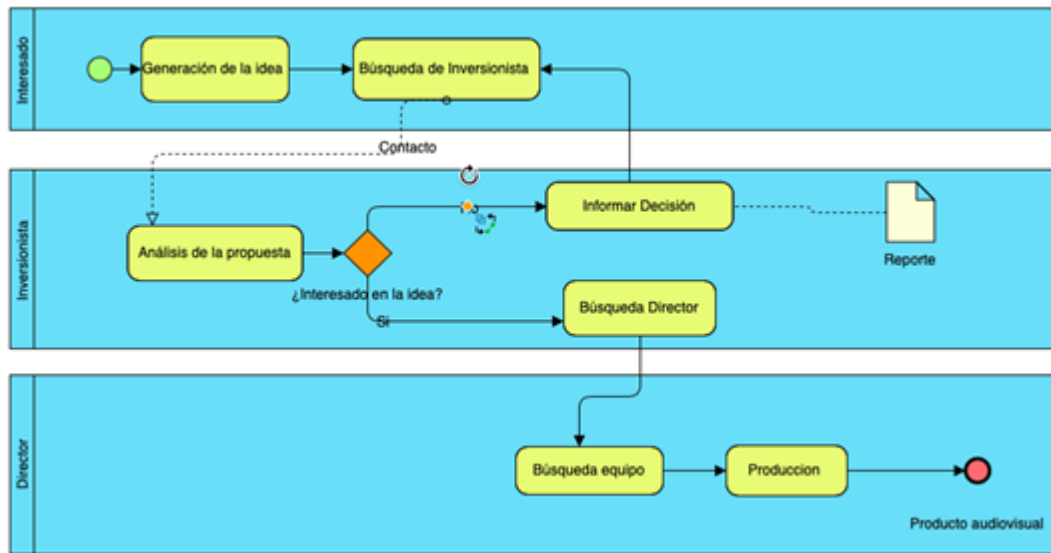 Interesado
Generación de la idea
Búsqueda de Inversionista
Contacto
Inversionista
Análisis de la propuesta
¿Interesado en la idea?
Informar Decisión
Reporte
Si
Búsqueda Director
Director
Búsqueda equipo
Produccion
Producto audiovisual